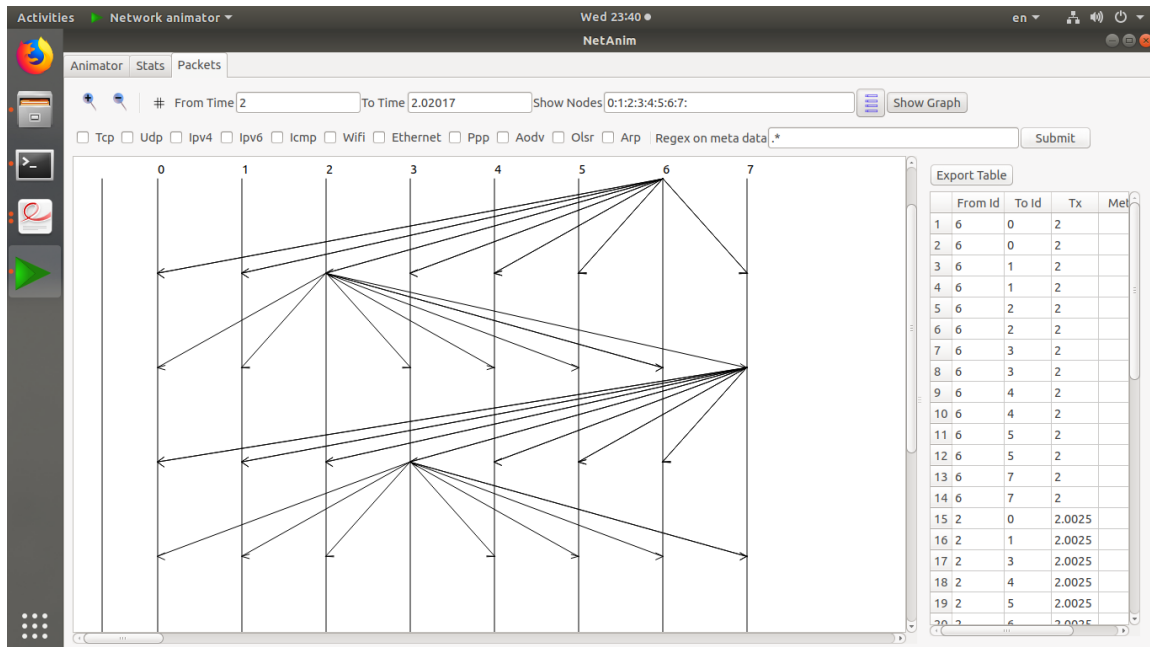 Activities Network animator Wed 23:40 en
NetAnim
Animator Stats Packets
# From Time 2 To Time 2.02017 Show Nodes 0:1:2:3:4:5:6:7: Show Graph
Tcp Udp Ipv4 Ipv6 Icmp Wifi Ethernet Ppp Aodv Olsr Arp Regex on meta data .* Submit
0 1 2 3 4 5 6 7
Export Table
From Id To Id Tx Met
1 6 0 2
2 6 0 2
3 6 1 2
4 6 1 2
5 6 2 2
6 6 2 2
7 6 3 2
8 6 3 2
9 6 4 2
10 6 4 2
11 6 5 2
12 6 5 2
13 6 7 2
14 6 7 2
15 2 0 2.0025
16 2 1 2.0025
17 2 3 2.0025
18 2 4 2.0025
19 2 5 2.0025
20 2 6 2.0025